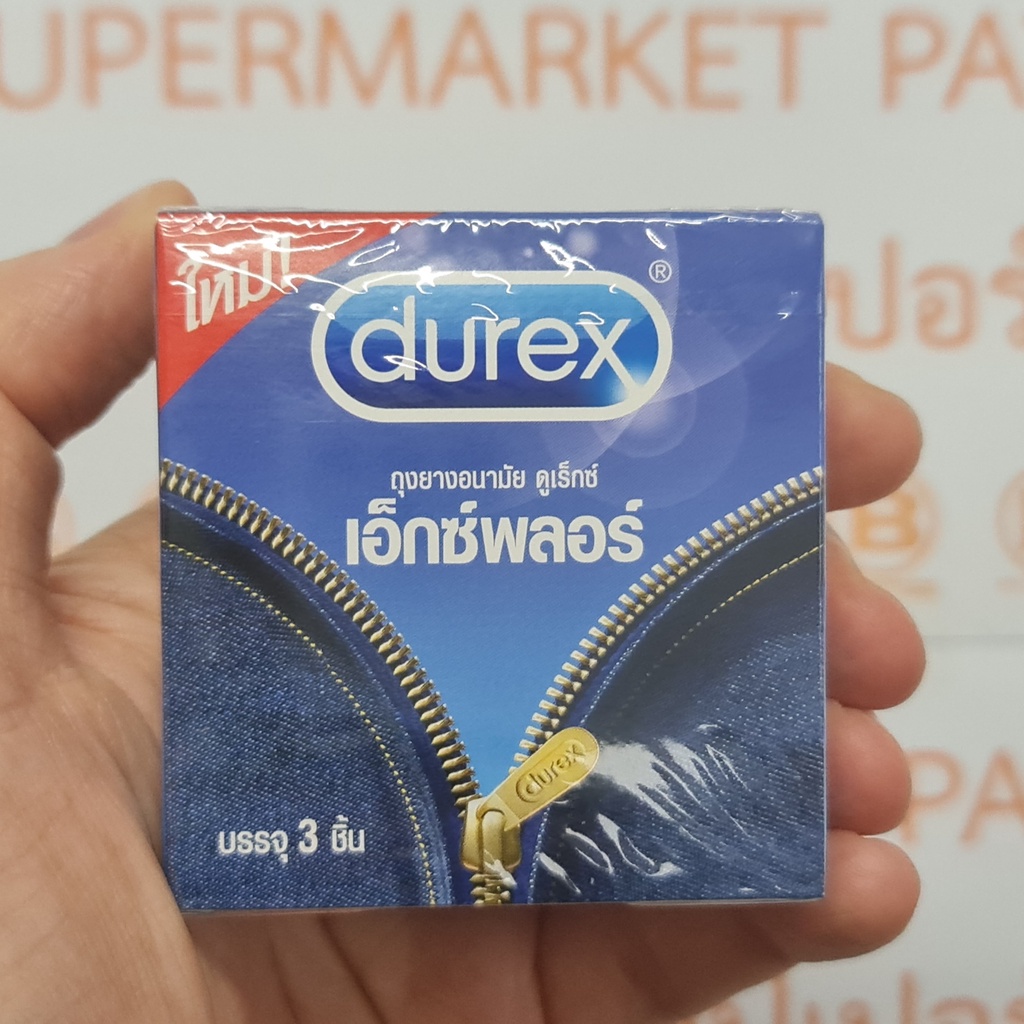 SUPERMARKET PA
ใหม่!
durex®
ถุงยางอนามัย ดูเร็กซ์
เอ็กซ์พลอร์
durex
บรรจุ 3 ชิ้น